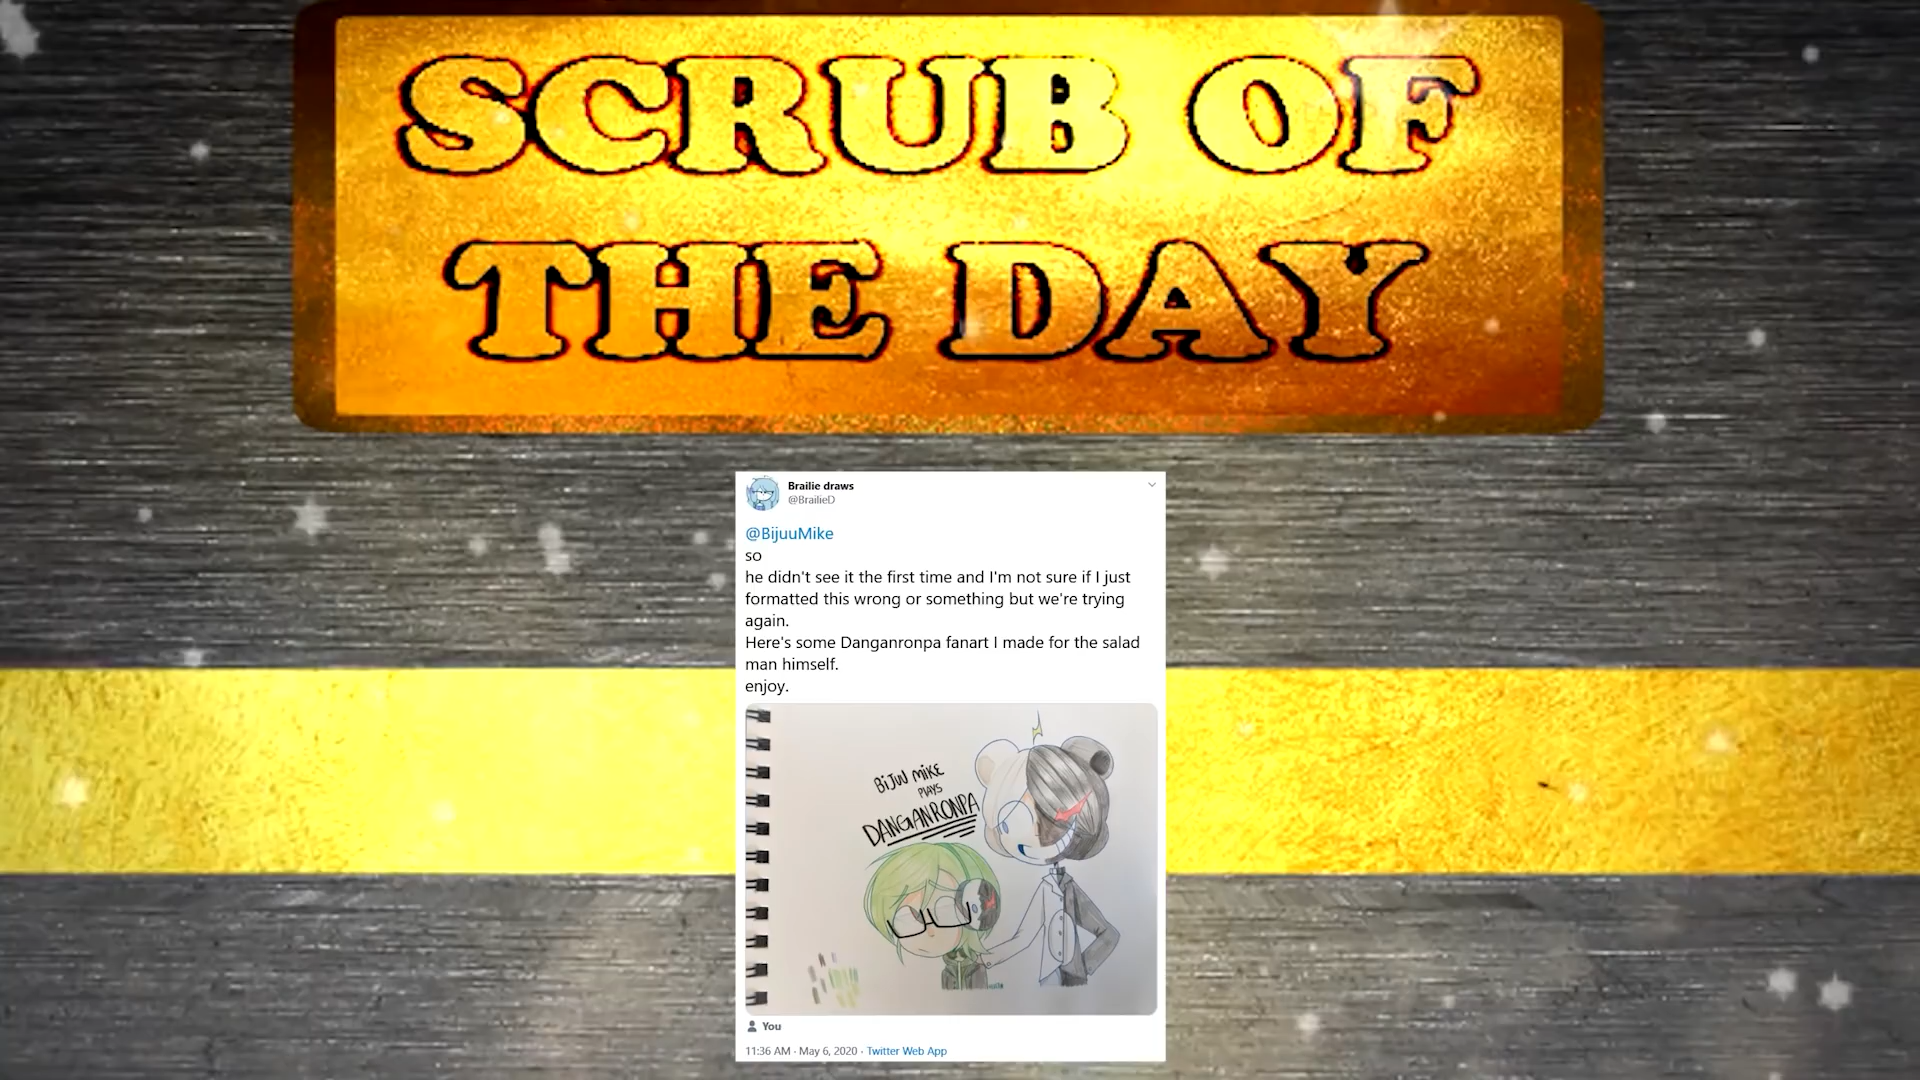 SCRUB OF
THE DAY
Brailie draws
@BrailieD
@BijuuMike
so
he didn't see it the first time and I'm not sure if I just
formatted this wrong or something but we're trying
again.
Here's some Danganronpa fanart I made for the salad
man himself.
enjoy.
BiJUU MiKE
PlAYS
DANGANRONPA
You
11:36 AM · May 6, 2020 · Twitter Web App